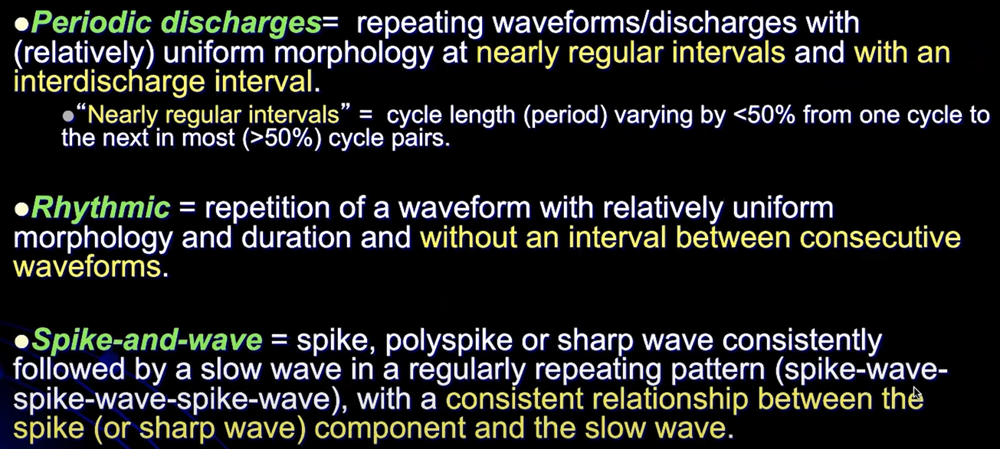 ●Periodic discharges= repeating waveforms/discharges with
(relatively) uniform morphology at nearly regular intervals and with an
interdischarge interval.
●“Nearly regular intervals” = cycle length (period) varying by <50% from one cycle to
the next in most (>50%) cycle pairs.
●Rhythmic = repetition of a waveform with relatively uniform
morphology and duration and without an interval between consecutive
waveforms.
●Spike-and-wave = spike, polyspike or sharp wave consistently
followed by a slow wave in a regularly repeating pattern (spike-wave-
spike-wave-spike-wave), with a consistent relationship between the
spike (or sharp wave) component and the slow wave.